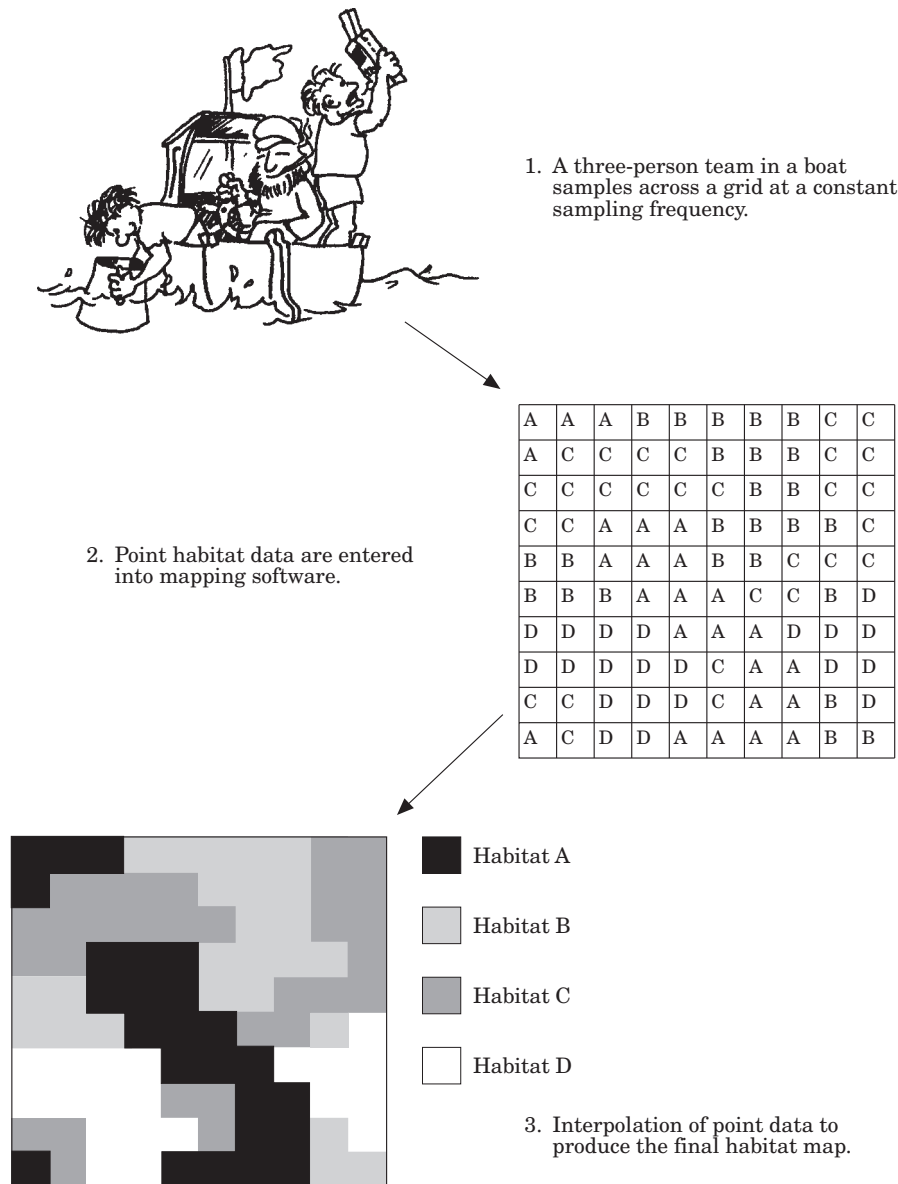 1. A three-person team in a boat
samples across a grid at a constant
sampling frequency.
A A A B B B B B C C
A C C C C B B B C C
C C C C C C B B C C
C C A A A B B B B C
B B A A A B B C C C
B B B A A A C C B D
D D D D A A A D D D
D D D D D C A A D D
C C D D D C A A B D
A C D D A A A A B B
2. Point habitat data are entered
into mapping software.
Habitat A
Habitat B
Habitat C
Habitat D
3. Interpolation of point data to
produce the final habitat map.